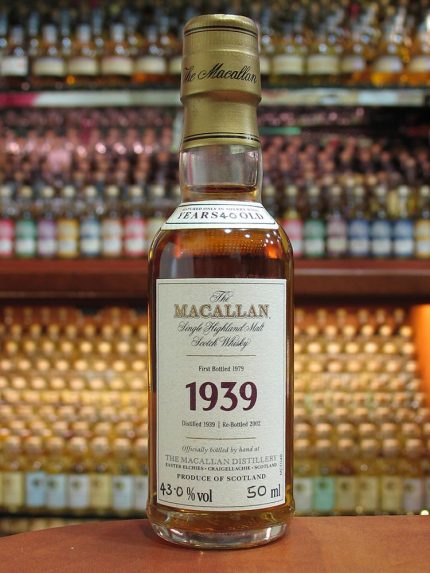 The Macallan
YEARS 40 OLD
The
MACALLAN
Single Highland Malt
Scotch Whisky
First Bottled 1979
1939
Distilled 1939 | Re-Bottled 2002
Officially bottled by hand at
THE MACALLAN DISTILLERY
EASTER ELCHIES · CRAIGELLACHIE · SCOTLAND
PRODUCE OF SCOTLAND
43·0 %vol 50 ml